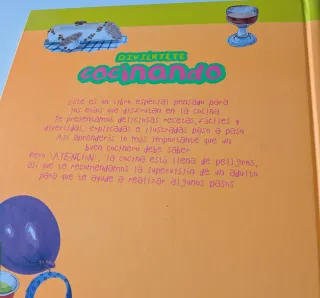 DIVIÉRTETE
cocinando
Este es un libro especial pensado para
los días que disfrutan en la cocina
Te presentamos deliciosas recetas, fáciles y
divertidas, explicadas e ilustradas paso a paso
Así aprenderás lo más importante que un
buen cocinero debe saber
Pero ¡ATENCIÓN!, la cocina está llena de peligros,
así que te recomendamos la supervisión de un adulto
para que te ayude a realizar algunos pasos